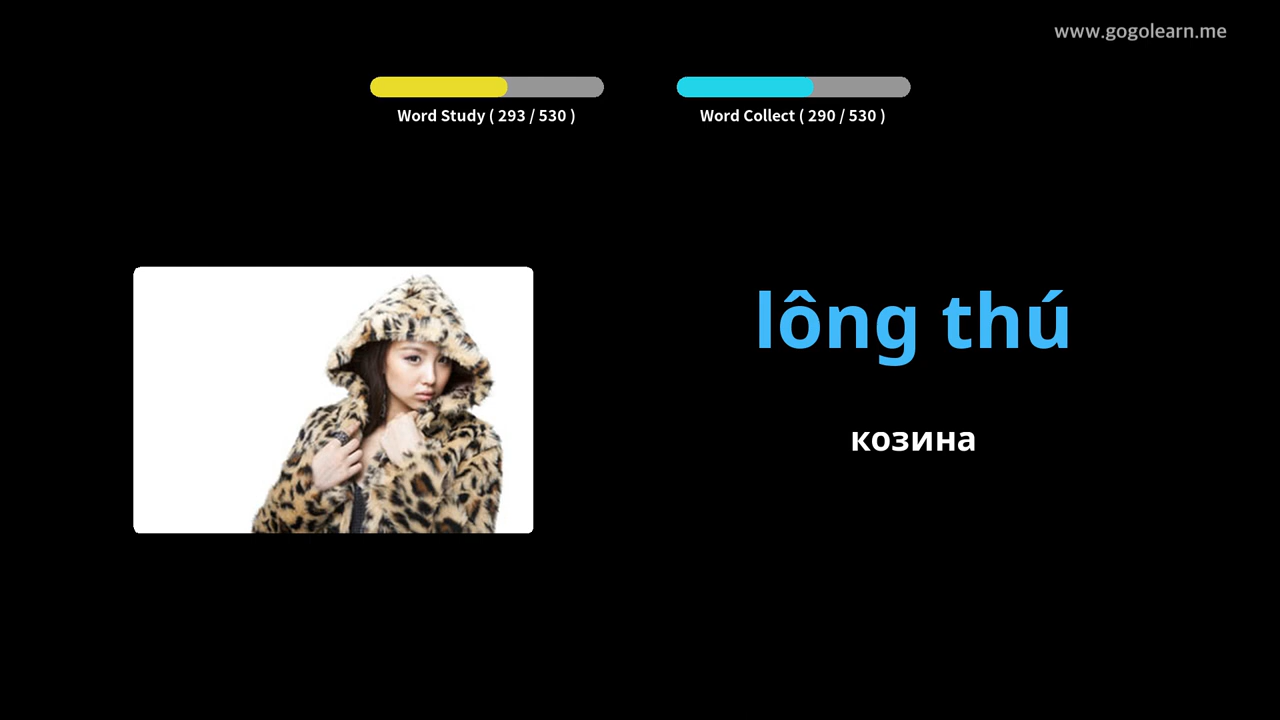 www.gogolearn.me
Word Study ( 293 / 530 )
Word Collect ( 290 / 530 )
lông thú
козина